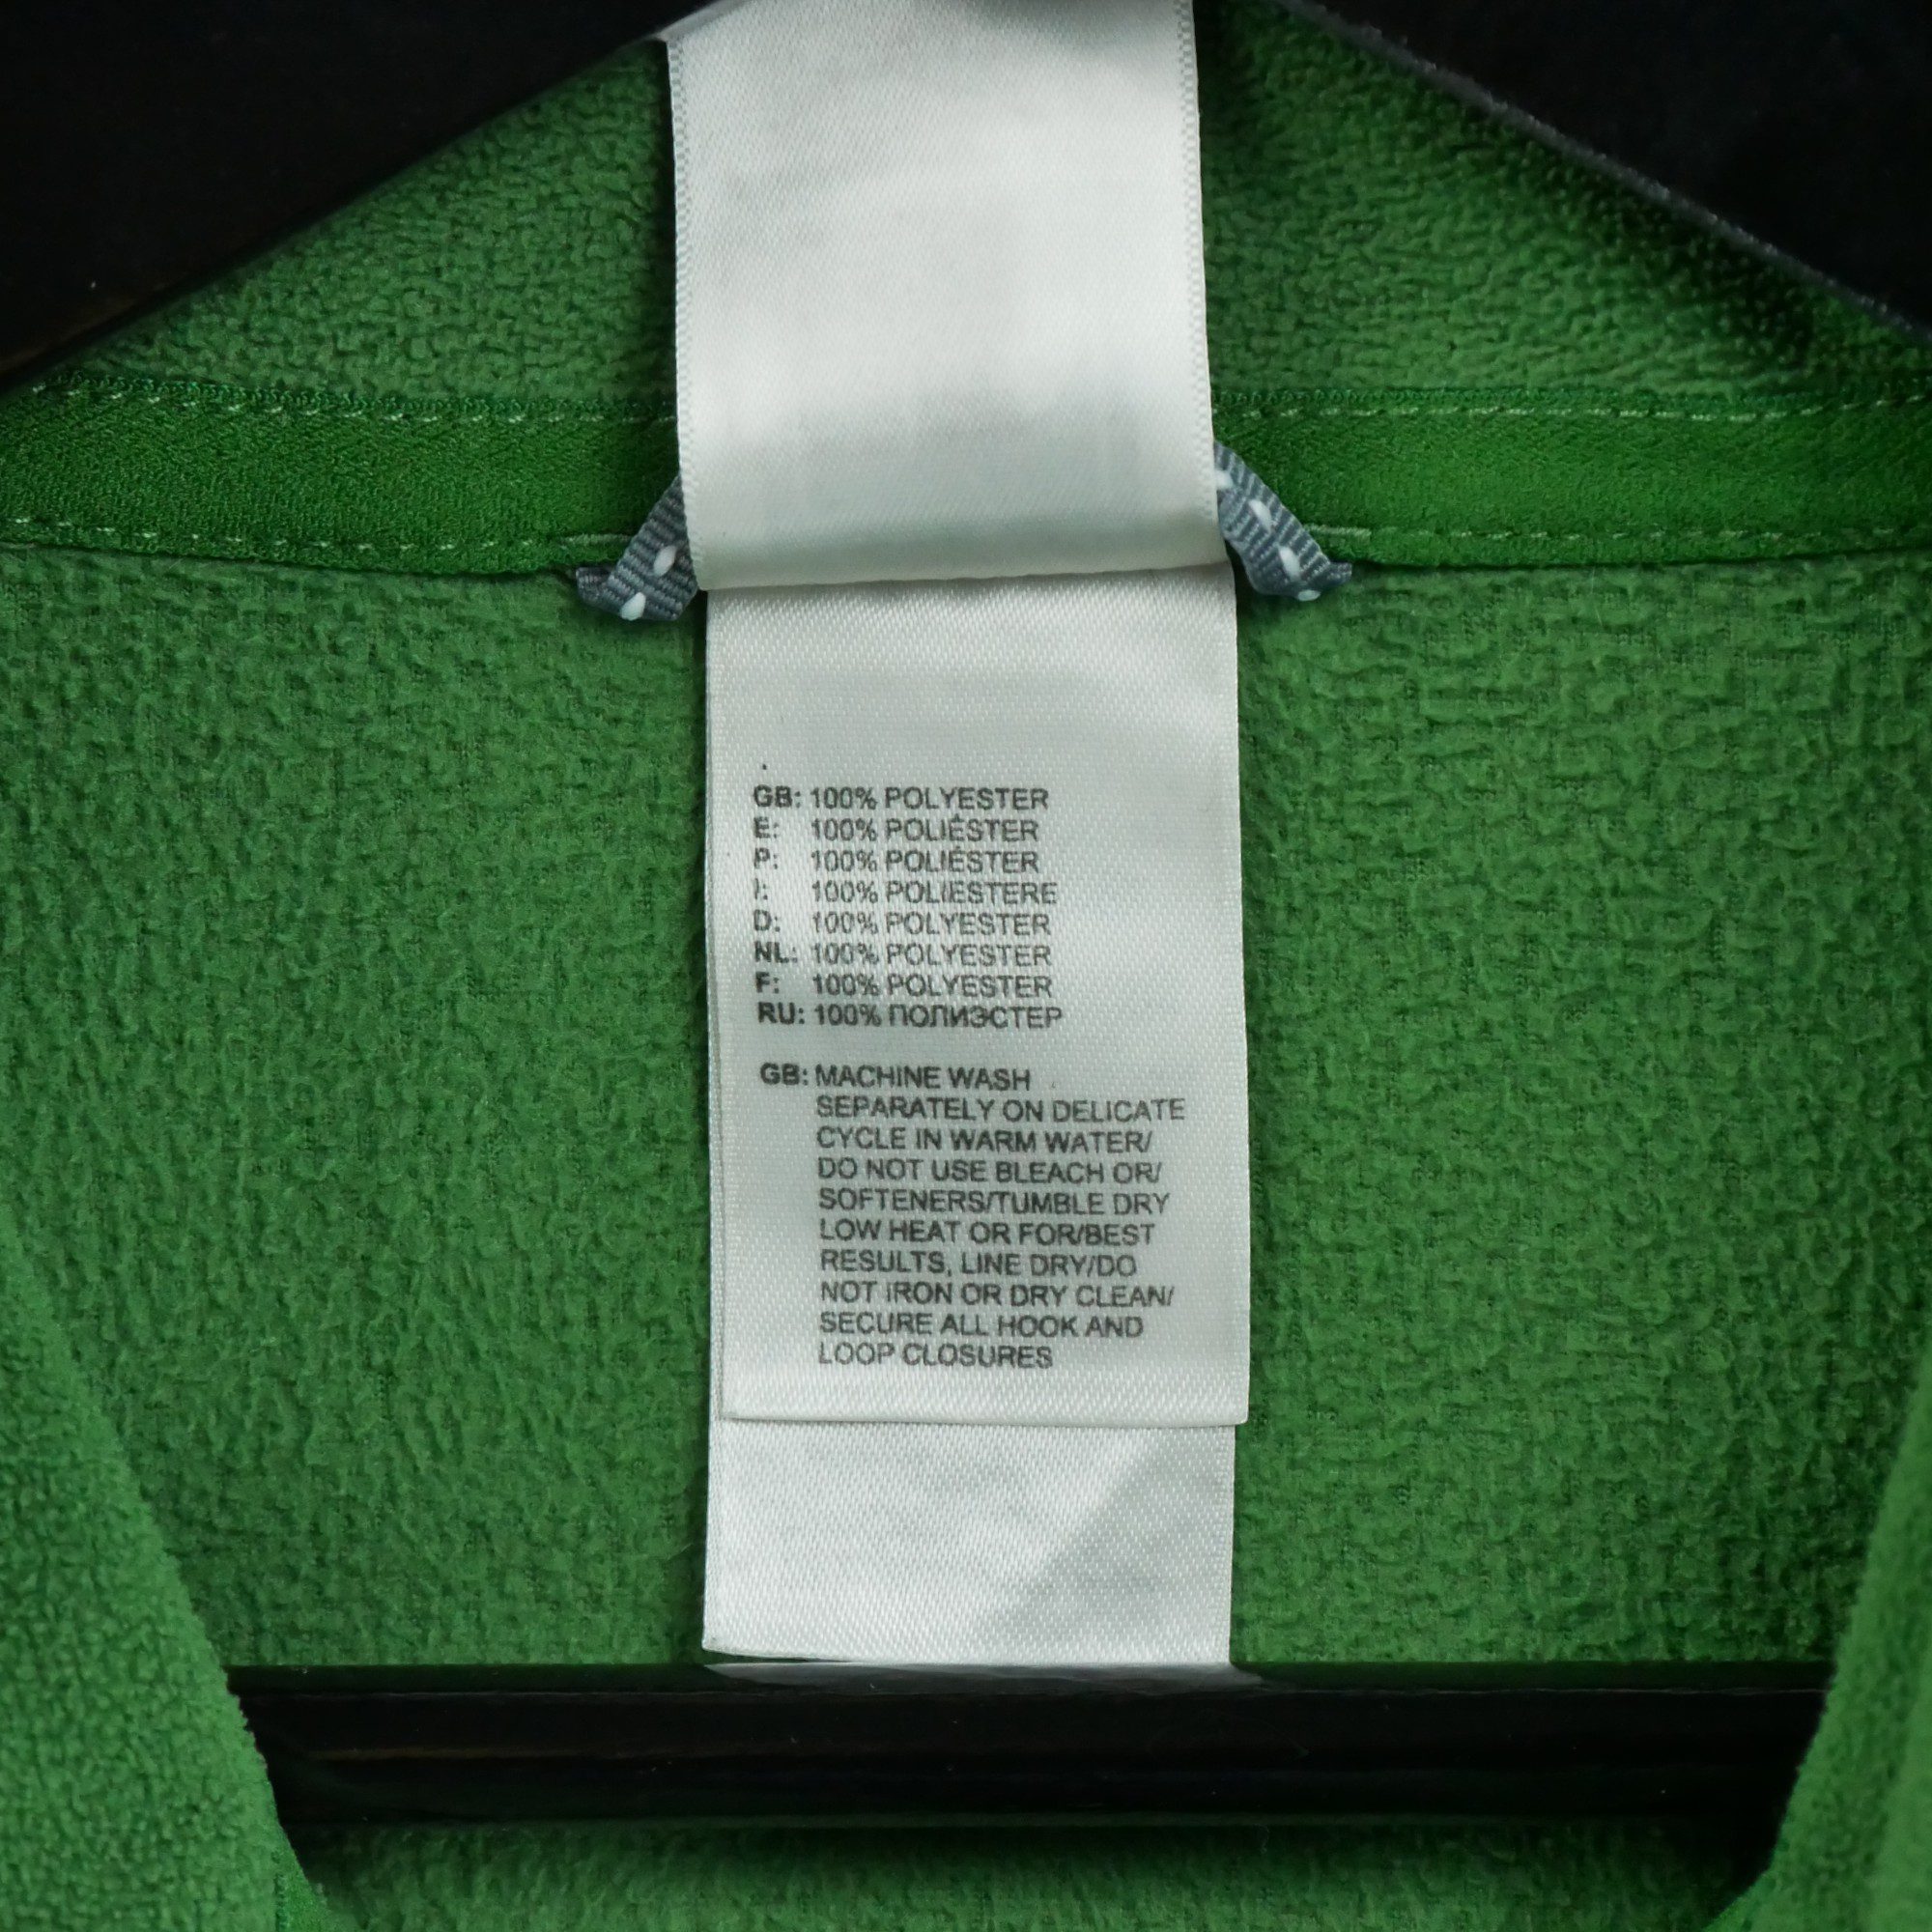 GB: 100% POLYESTER
E: 100% POLIÉSTER
P: 100% POLIÉSTER
I: 100% POLIESTERE
D: 100% POLYESTER
NL: 100% POLYESTER
F: 100% POLYESTER
RU: 100% ПОЛИЭСТЕР
GB: MACHINE WASH
SEPARATELY ON DELICATE
CYCLE IN WARM WATER/
DO NOT USE BLEACH OR/
SOFTENERS/TUMBLE DRY
LOW HEAT OR FOR/BEST
RESULTS, LINE DRY/DO
NOT IRON OR DRY CLEAN/
SECURE ALL HOOK AND
LOOP CLOSURES